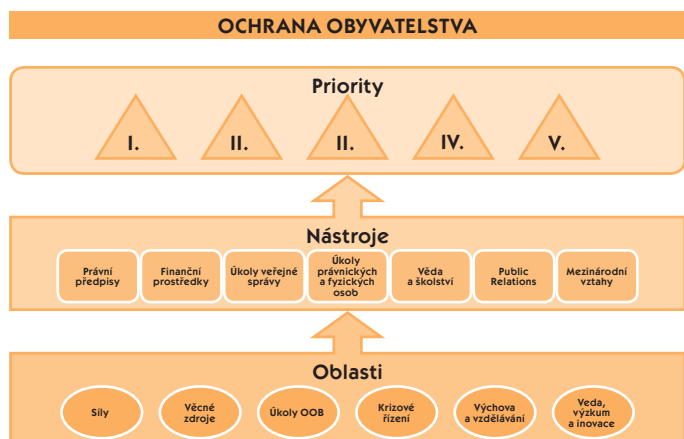 OCHRANA OBYVATELSTVA
Priority
I. II. II. IV. V.
Nástroje
Právní
předpisy
Finanční
prostředky
Úkoly veřejné
správy
Úkoly
právnických
a fyzických
osob
Věda
a školství
Public
Relations
Mezinárodní
vztahy
Oblasti
Síly
Věcné
zdroje
Úkoly OOB
Krizové
řízení
Výchova
a vzdělávání
Veda,
výzkum
a inovace